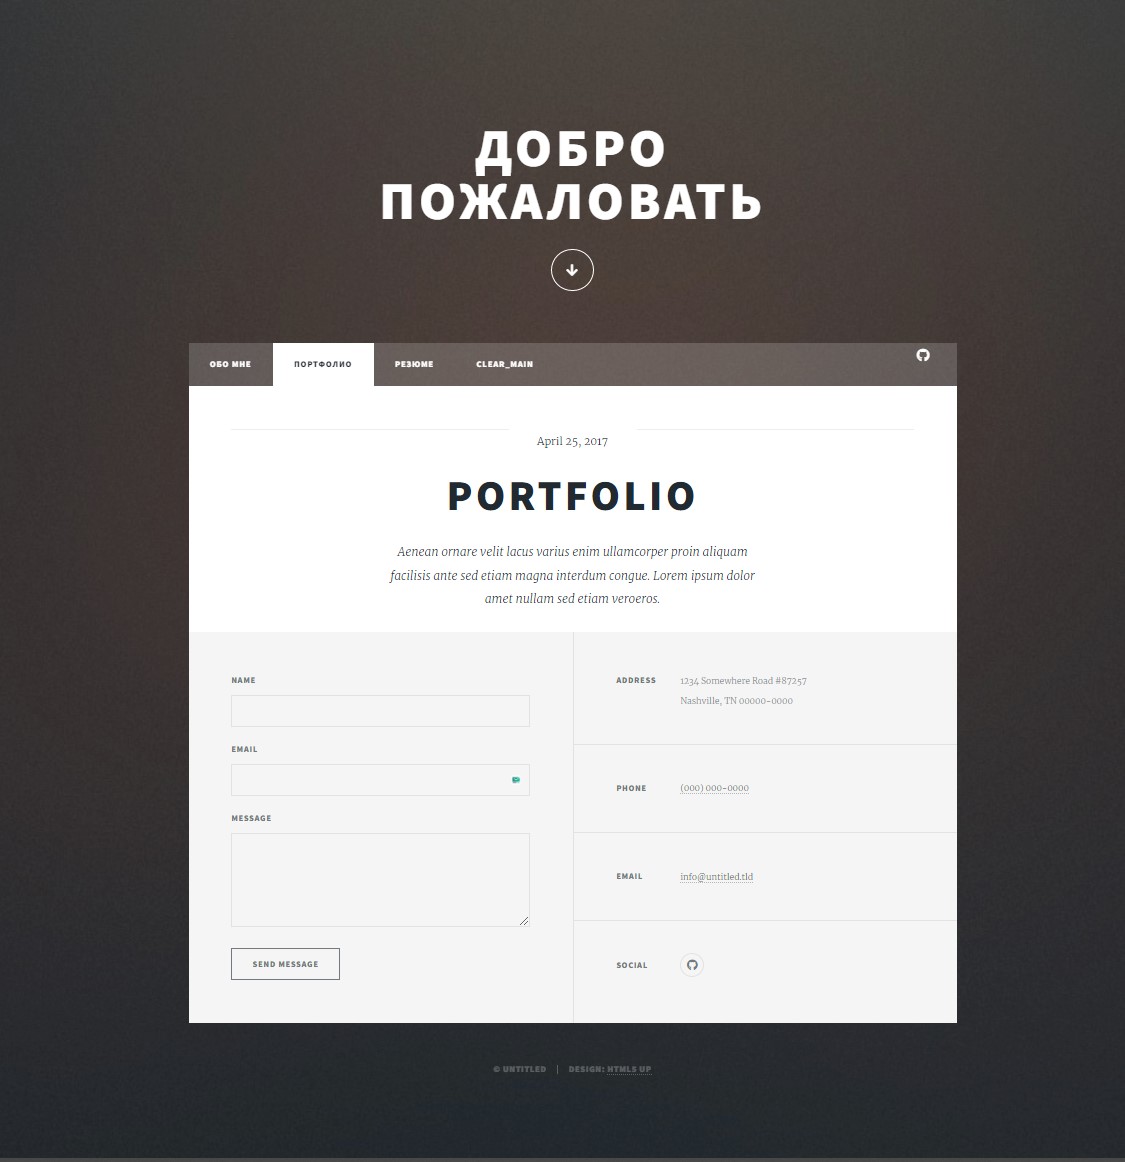 ДОБРО
ПОЖАЛОВАТЬ
ОБО МНЕ
ПОРТФОЛИО
РЕЗЮМЕ
CLEAR_MAIN
April 25, 2017
PORTFOLIO
Aenean ornare velit lacus varius enim ullamcorper proin aliquam
facilisis ante sed etiam magna interdum congue. Lorem ipsum dolor
amet nullam sed etiam veroeros.
NAME
EMAIL
MESSAGE
SEND MESSAGE
ADDRESS
1234 Somewhere Road #87257
Nashville, TN 00000-0000
PHONE
(000) 000-0000
EMAIL
info@untitled.tld
SOCIAL
© UNTITLED | DESIGN: HTML5 UP